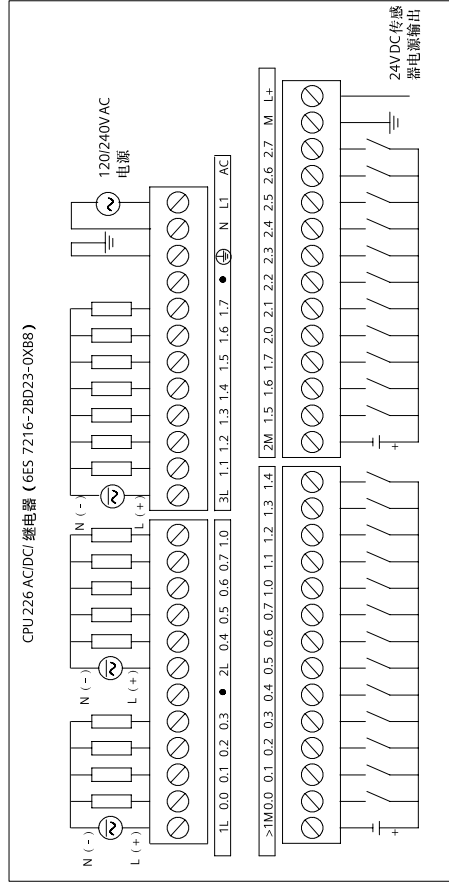 CPU 226 AC/DC/ 继电器（6ES 7216-2BD23-0XB8）
N (-)
N (-)
N (-)
120/240V AC
电源
L (+)
L (+)
L (+)
1L 0.0 0.1 0.2 0.3 • 2L 0.4 0.5 0.6 0.7 1.0 3L 1.1 1.2 1.3 1.4 1.5 1.6 1.7 • N L1 AC
>1M 0.0 0.1 0.2 0.3 0.4 0.5 0.6 0.7 1.0 1.1 1.2 1.3 1.4 2M 1.5 1.6 1.7 2.0 2.1 2.2 2.3 2.4 2.5 2.6 2.7 M L+
+
+
24V DC 传感
器电源输出